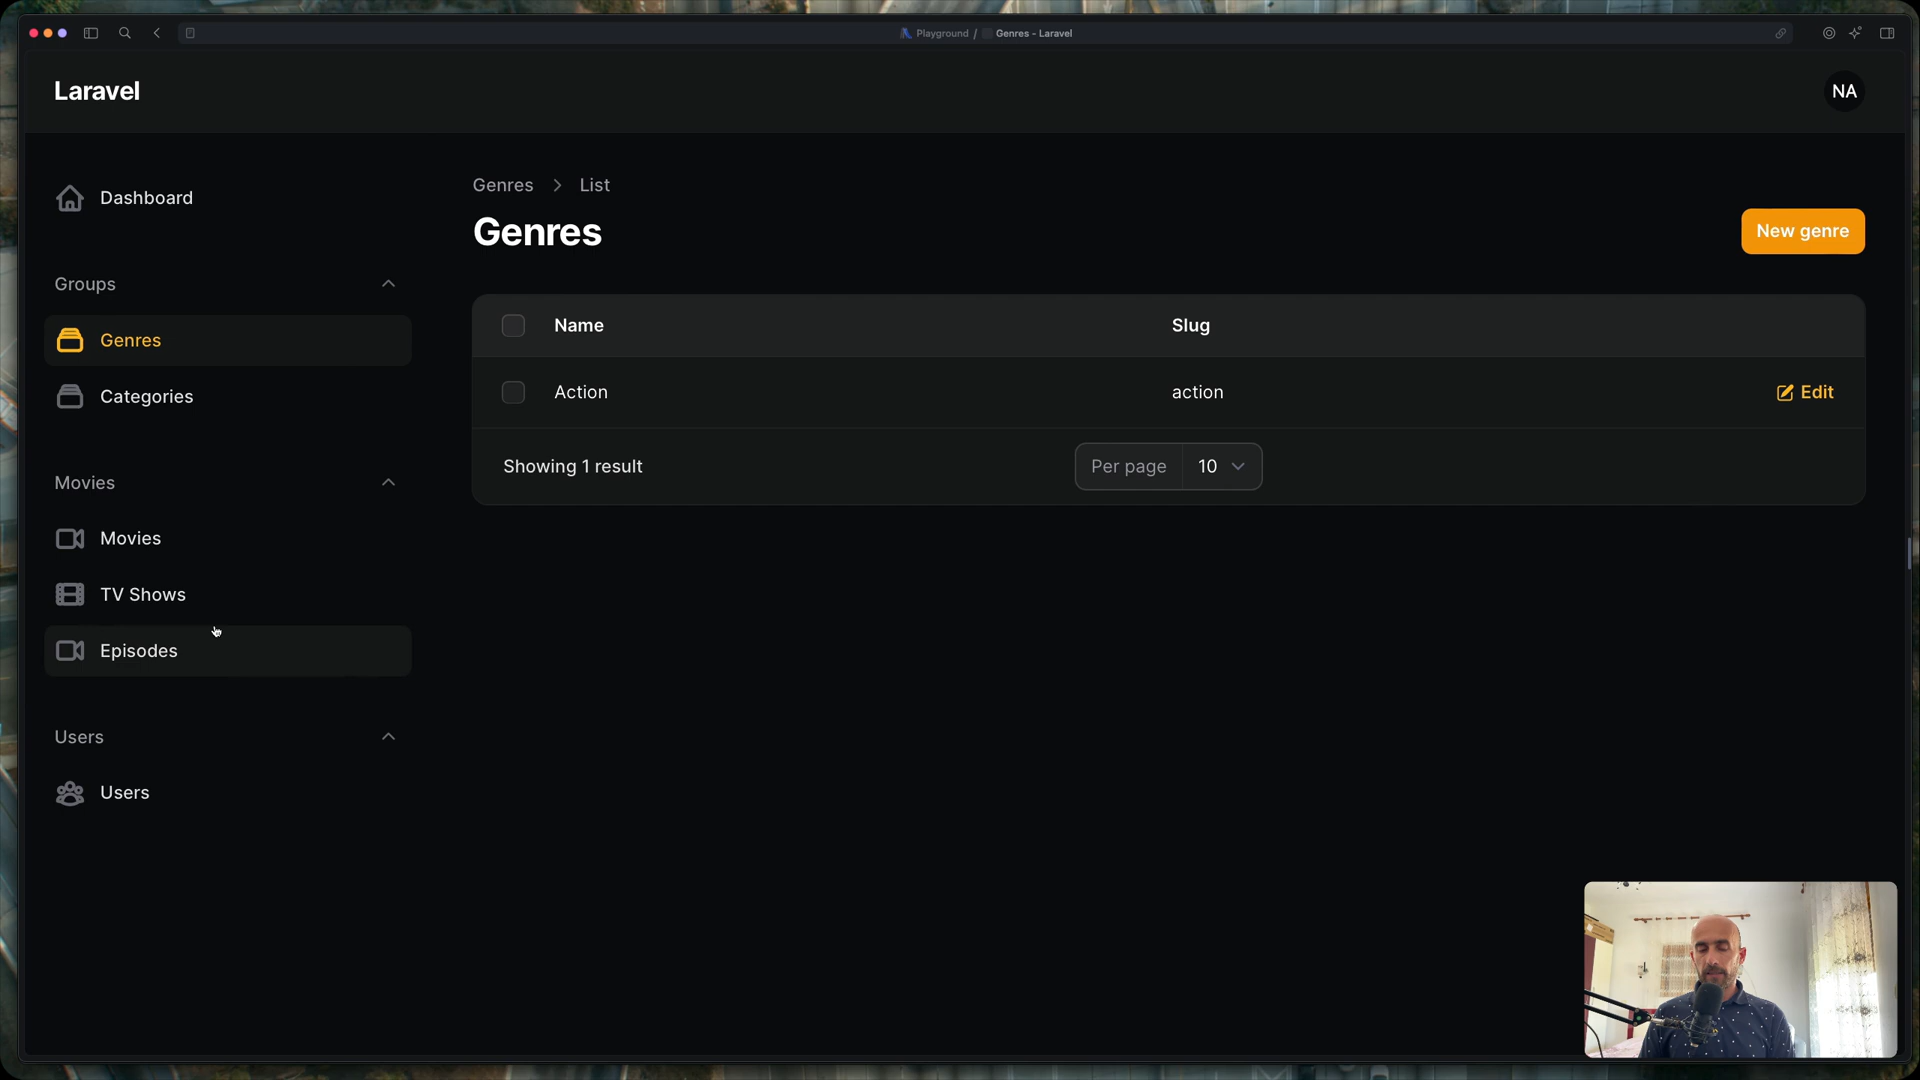 Playground / Genres - Laravel
Laravel
NA
Dashboard
Groups
Genres
Categories
Movies
Movies
TV Shows
Episodes
Users
Users
Genres > List
Genres
New genre
Name Slug
Action action Edit
Showing 1 result
Per page 10